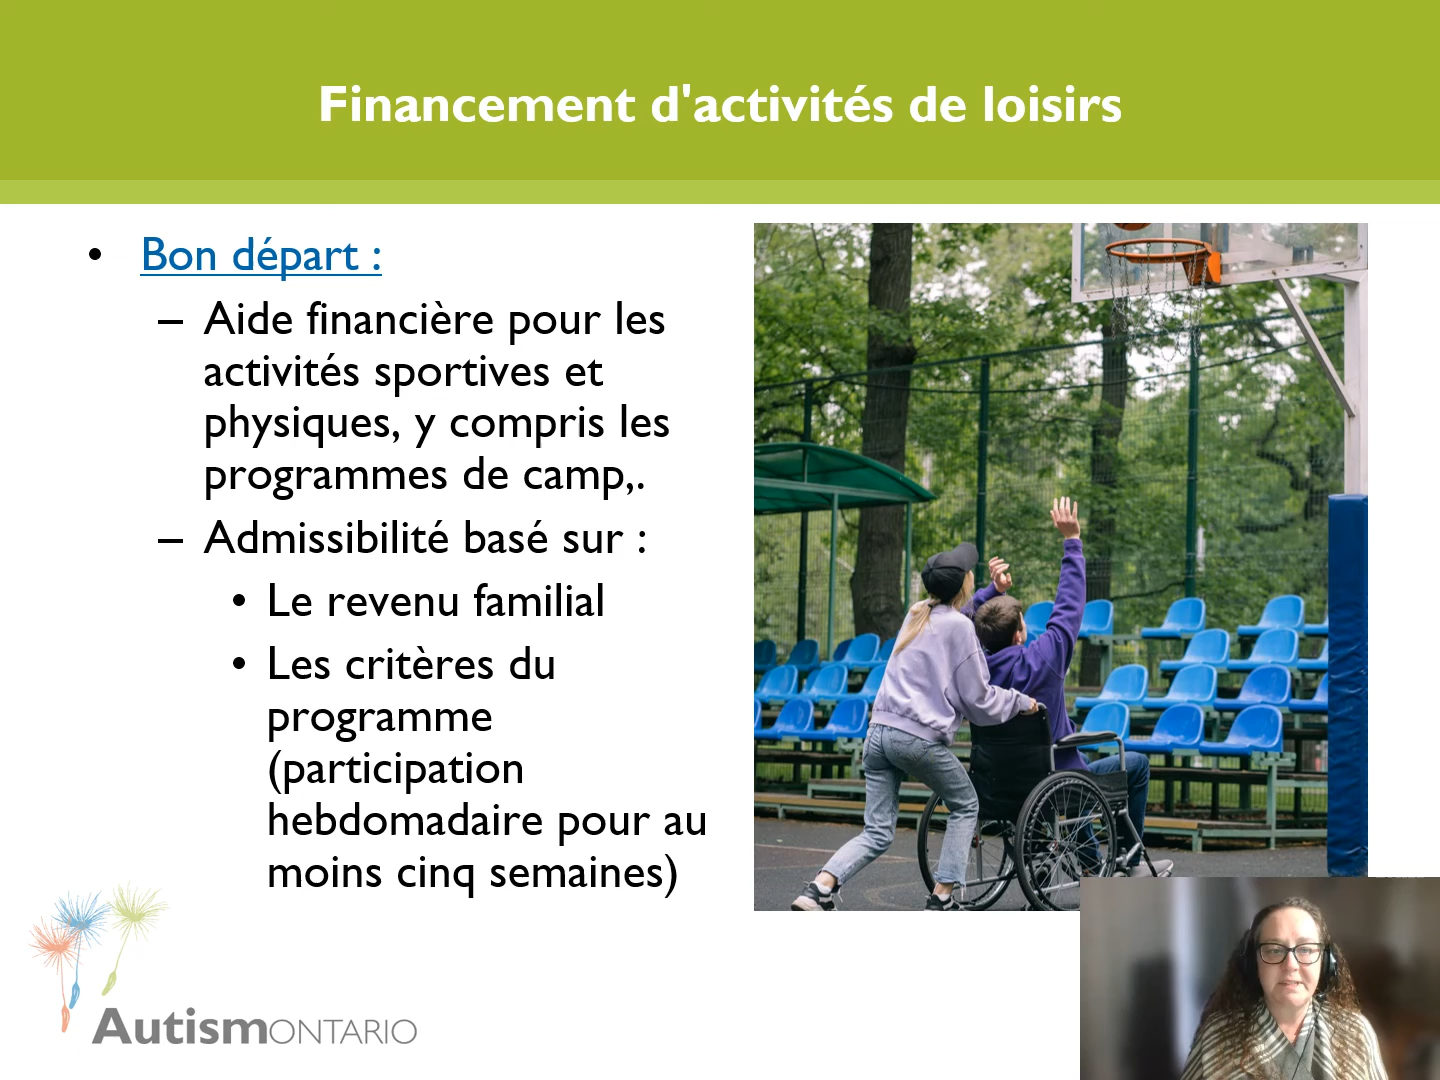 Financement d'activités de loisirs
• Bon départ :
– Aide financière pour les
activités sportives et
physiques, y compris les
programmes de camp,.
– Admissibilité basé sur :
• Le revenu familial
• Les critères du
programme
(participation
hebdomadaire pour au
moins cinq semaines)
AutismONTARIO